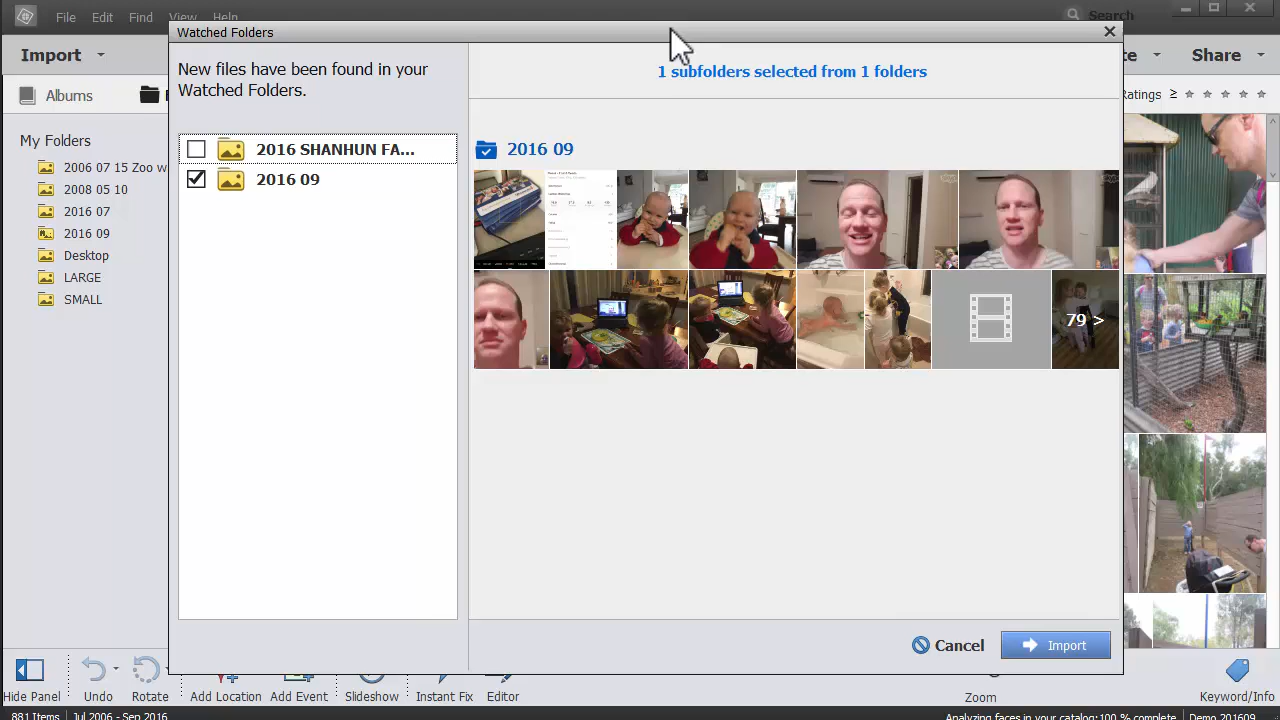 File Edit Find View Help
Search
Watched Folders
Import
Share
New files have been found in your
Watched Folders.
1 subfolders selected from 1 folders
Albums
Ratings ≥
My Folders
2006 07 15 Zoo w
2008 05 10
2016 07
2016 09
Desktop
LARGE
SMALL
2016 SHANHUN FA...
2016 09
2016 09
79 >
Cancel
Import
Hide Panel
Undo
Rotate
Add Location
Add Event
Slideshow
Instant Fix
Editor
Zoom
Keyword/Info
881 Items
Jul 2006 - Sep 2016
Analyzing faces in your catalog:100 % complete
Demo 201609